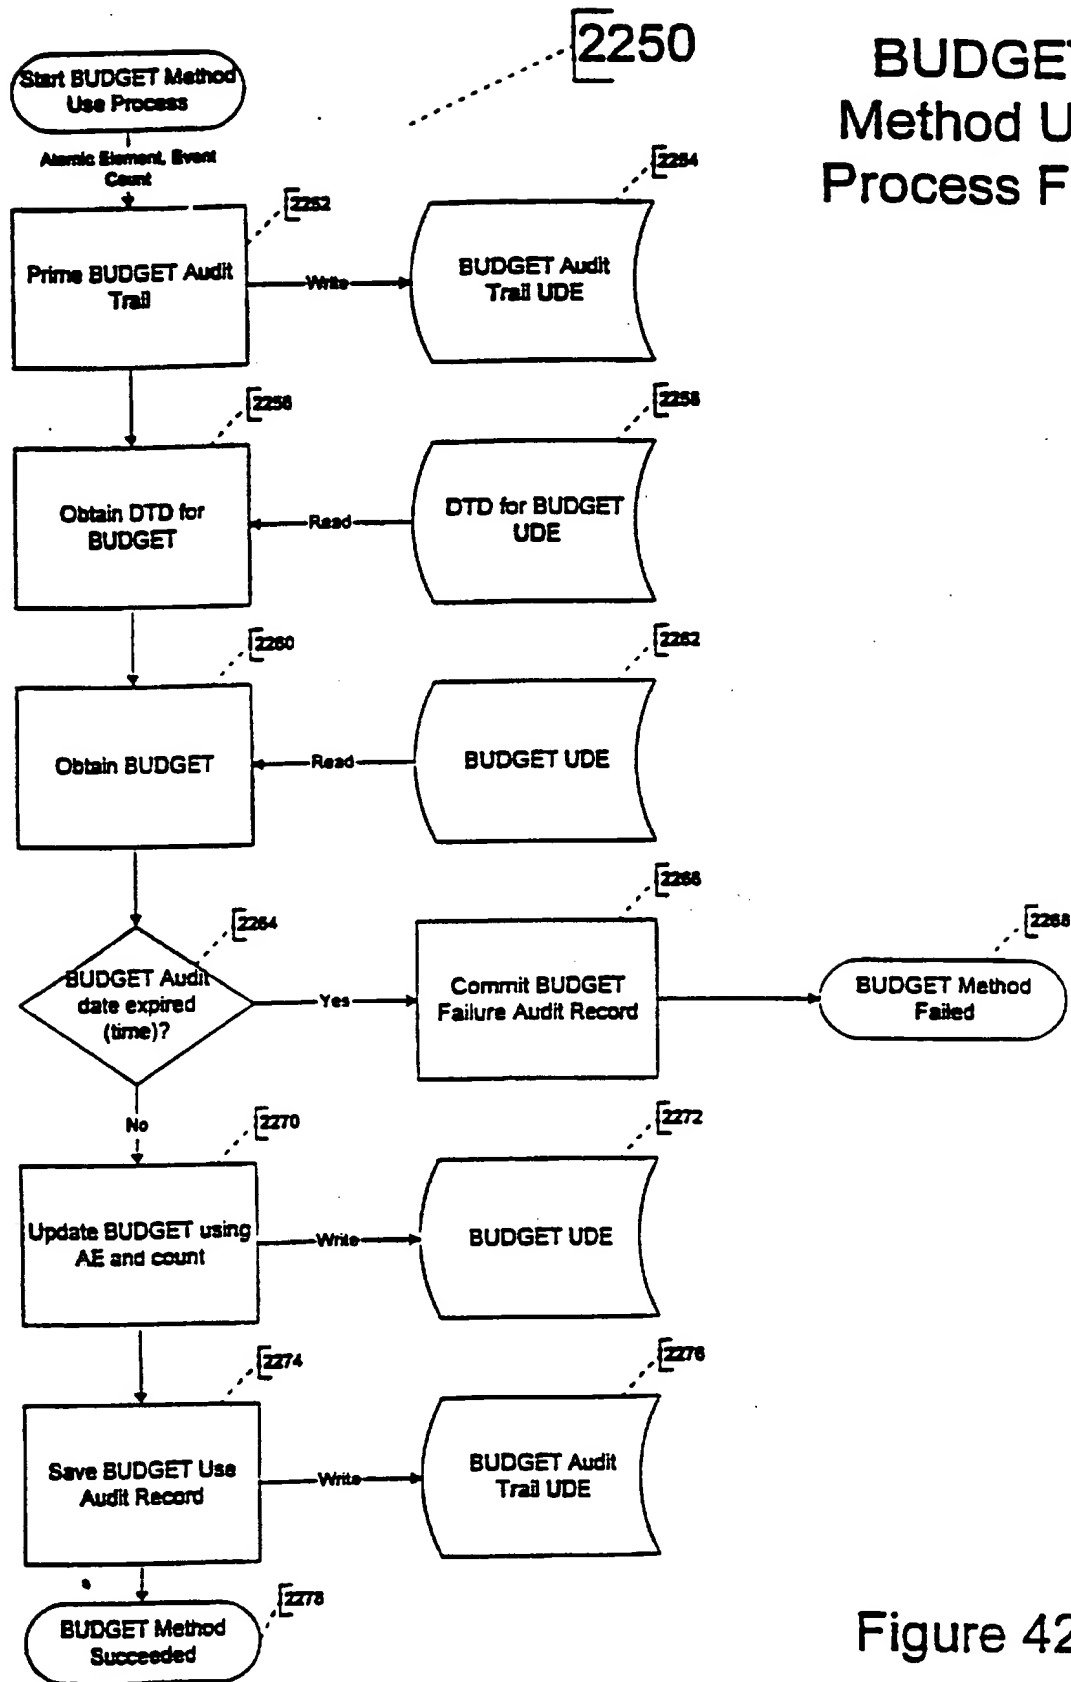 2250
BUDGET
Method U
Process F
Start BUDGET Method
Use Process
Atomic Element, Event
Count
2252
Prime BUDGET Audit
Trail
Write
2254
BUDGET Audit
Trail UDE
2256
Obtain DTD for
BUDGET
Read
2258
DTD for BUDGET
UDE
2260
Obtain BUDGET
Read
2262
BUDGET UDE
2264
BUDGET Audit
date expired
(time)?
Yes
2266
Commit BUDGET
Failure Audit Record
2268
BUDGET Method
Failed
No
2270
Update BUDGET using
AE and count
Write
2272
BUDGET UDE
2274
Save BUDGET Use
Audit Record
Write
2276
BUDGET Audit
Trail UDE
2278
BUDGET Method
Succeeded
Figure 42